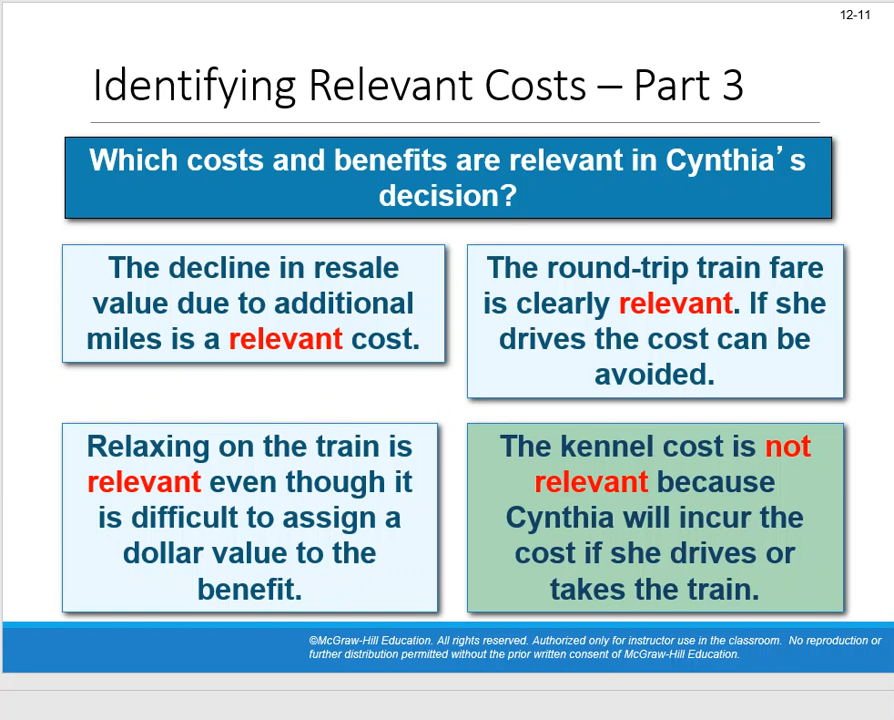 12-11
Identifying Relevant Costs – Part 3
Which costs and benefits are relevant in Cynthia’s
decision?
The decline in resale
value due to additional
miles is a relevant cost.
The round-trip train fare
is clearly relevant. If she
drives the cost can be
avoided.
Relaxing on the train is
relevant even though it
is difficult to assign a
dollar value to the
benefit.
The kennel cost is not
relevant because
Cynthia will incur the
cost if she drives or
takes the train.
©McGraw-Hill Education. All rights reserved. Authorized only for instructor use in the classroom.  No reproduction or
further distribution permitted without the prior written consent of McGraw-Hill Education.